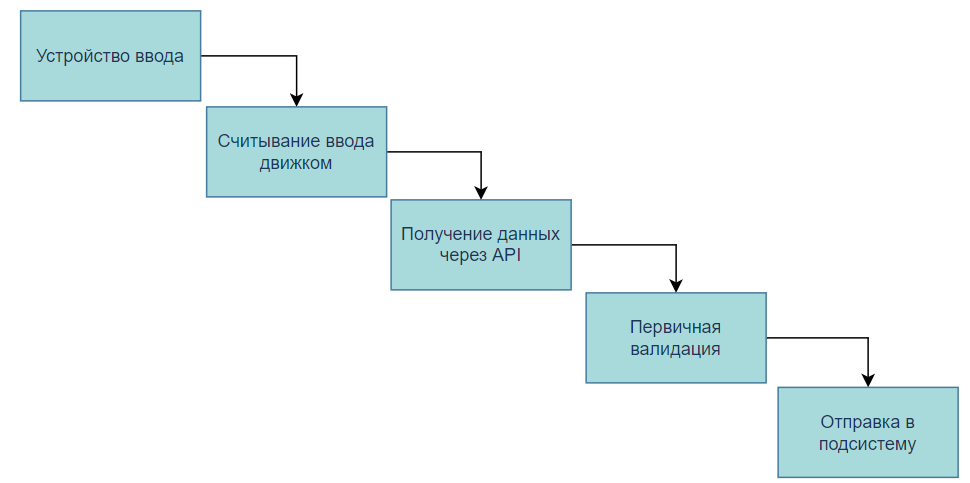 Устройство ввода
Считывание ввода
движком
Получение данных
через API
Первичная
валидация
Отправка в
подсистему